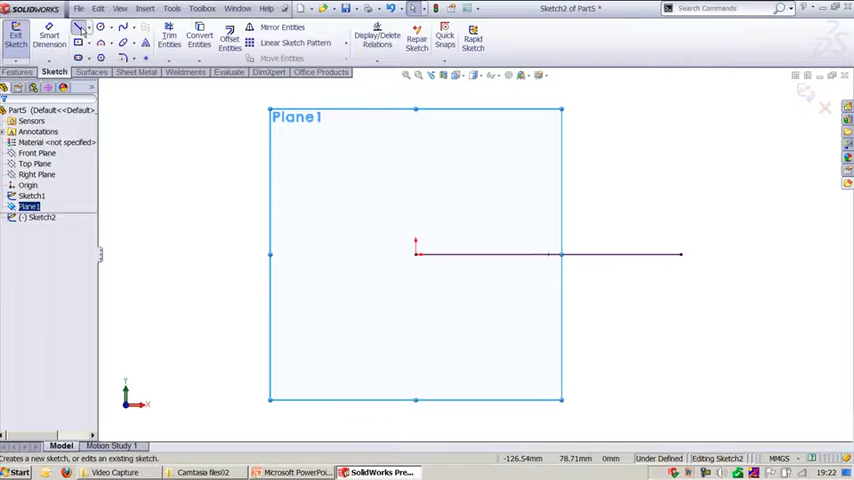 SOLIDWORKS File Edit View Insert Tools Window Help Sketch2 of PartS * Search Commands
Exit Sketch
Smart Dimension
Trim Entities
Convert Entities
Offset Entities
Mirror Entities
Linear Sketch Pattern
Move Entities
Display/Delete Relations
Repair Sketch
Quick Snaps
Rapid Sketch
Features Sketch Surfaces Sheet Metal Weldments Evaluate DimXpert Office Products
PartS (Default<<Default>_
Sensors
Annotations
Material <not specified>
Front Plane
Top Plane
Right Plane
Origin
Sketch1
Plane1
(-) Sketch2
Plane1
Y
X
Model Motion Study 1
Creates a new sketch, or edits an existing sketch. -126.54mm 78.71mm 0mm Under Defined Editing Sketch2 MMGS
Start Video Capture Camtasia files02 Microsoft PowerPoi... SolidWorks Pre... 19:22